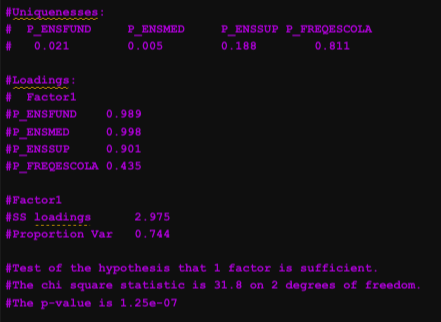 #Uniquenesses:
# P_ENSFUND P_ENSMED P_ENSSUP P_FREQESCOLA
# 0.021 0.005 0.188 0.811
#Loadings:
# Factor1
#P_ENSFUND 0.989
#P_ENSMED 0.998
#P_ENSSUP 0.901
#P_FREQESCOLA 0.435
#Factor1
#SS loadings 2.975
#Proportion Var 0.744
#Test of the hypothesis that 1 factor is sufficient.
#The chi square statistic is 31.8 on 2 degrees of freedom.
#The p-value is 1.25e-07